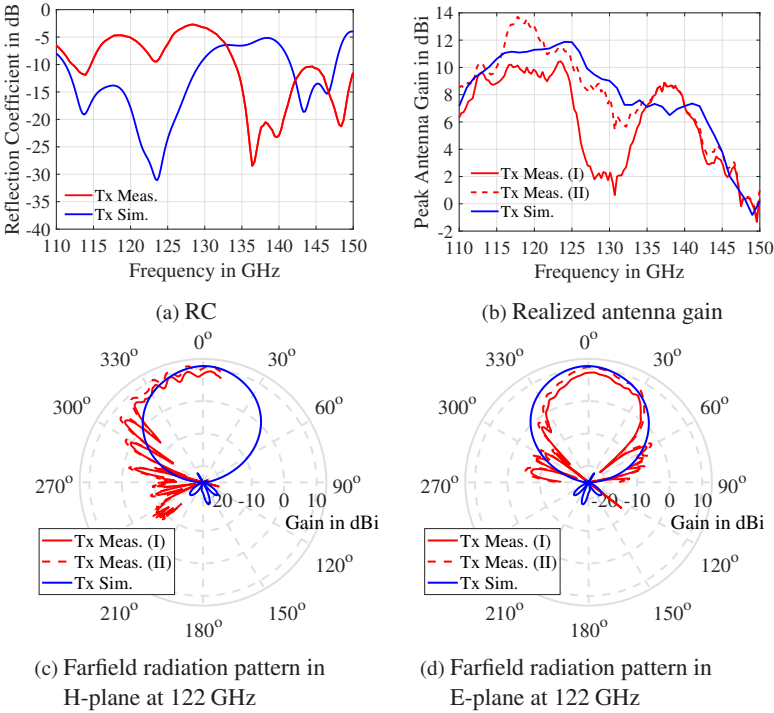 0
-5
-10
-15
-20
-25
-30
-35
-40
Reflection Coefficient in dB
Tx Meas.
Tx Sim.
110 115 120 125 130 135 140 145 150
Frequency in GHz
(a) RC
14
12
10
8
6
4
2
0
-2
Peak Antenna Gain in dBi
Tx Meas. (I)
Tx Meas. (II)
Tx Sim.
110 115 120 125 130 135 140 145 150
Frequency in GHz
(b) Realized antenna gain
0°
330° 30°
300° 60°
270° 90°
-20 -10 0 10
Gain in dBi
Tx Meas. (I)
Tx Meas. (II)
Tx Sim.
120°
210° 150°
180°
(c) Farfield radiation pattern in
H-plane at 122 GHz
0°
330° 30°
300° 60°
270° 90°
-20 -10 0 10
Gain in dBi
Tx Meas. (I)
Tx Meas. (II)
Tx Sim.
120°
210° 150°
180°
(d) Farfield radiation pattern in
E-plane at 122 GHz